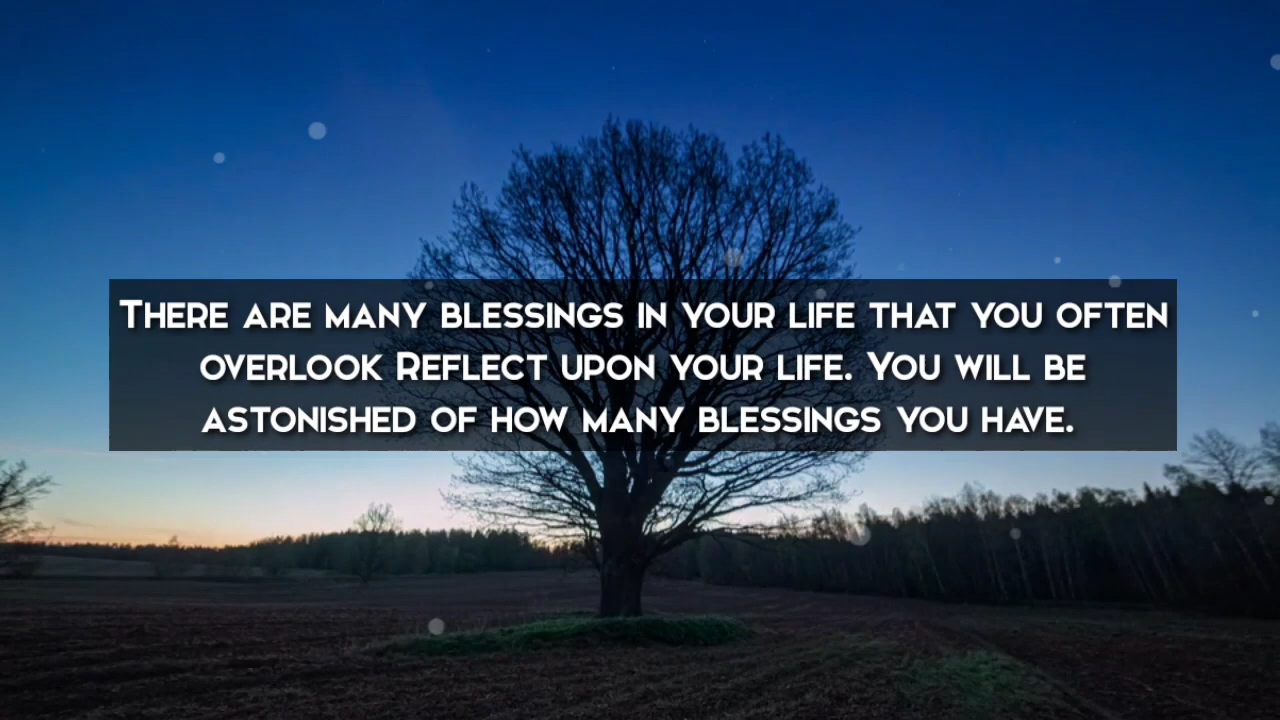 There are many blessings in your life that you often
overlook Reflect upon your life. You will be
astonished of how many blessings you have.